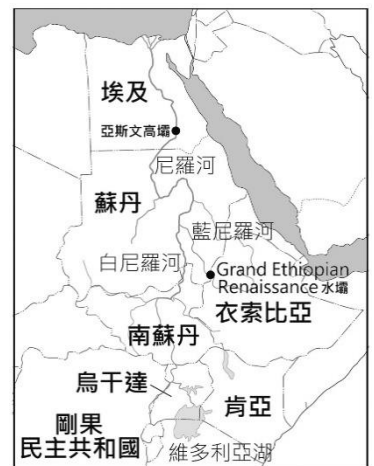 埃及
亞斯文高壩
尼羅河
蘇丹
藍尼羅河
白尼羅河
Grand Ethiopian
Renaissance 水壩
衣索比亞
南蘇丹
烏干達
肯亞
剛果
民主共和國
維多利亞湖